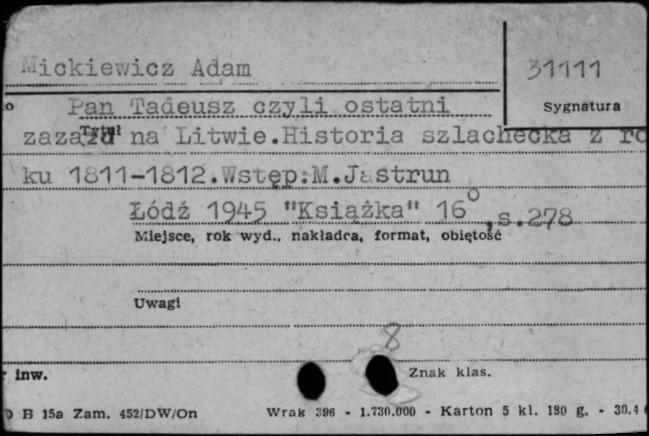 Mickiewicz Adam
31111
Pan Tadeusz czyli ostatni
Sygnatura
Tytuł
zazazd na Litwie.Historia szlachecka z ro
ku 1811-1812.Wstęp:M.Jastrun
Łódź 1945 "Książka" 16°,s.278
Miejsce, rok wyd., nakładca, format, objętość
Uwagi
8
r inw.
Znak klas.
B 15a Zam. 452/DW/On
Wrak 396 - 1.730.000 - Karton 5 kl. 180 g. - 30.4